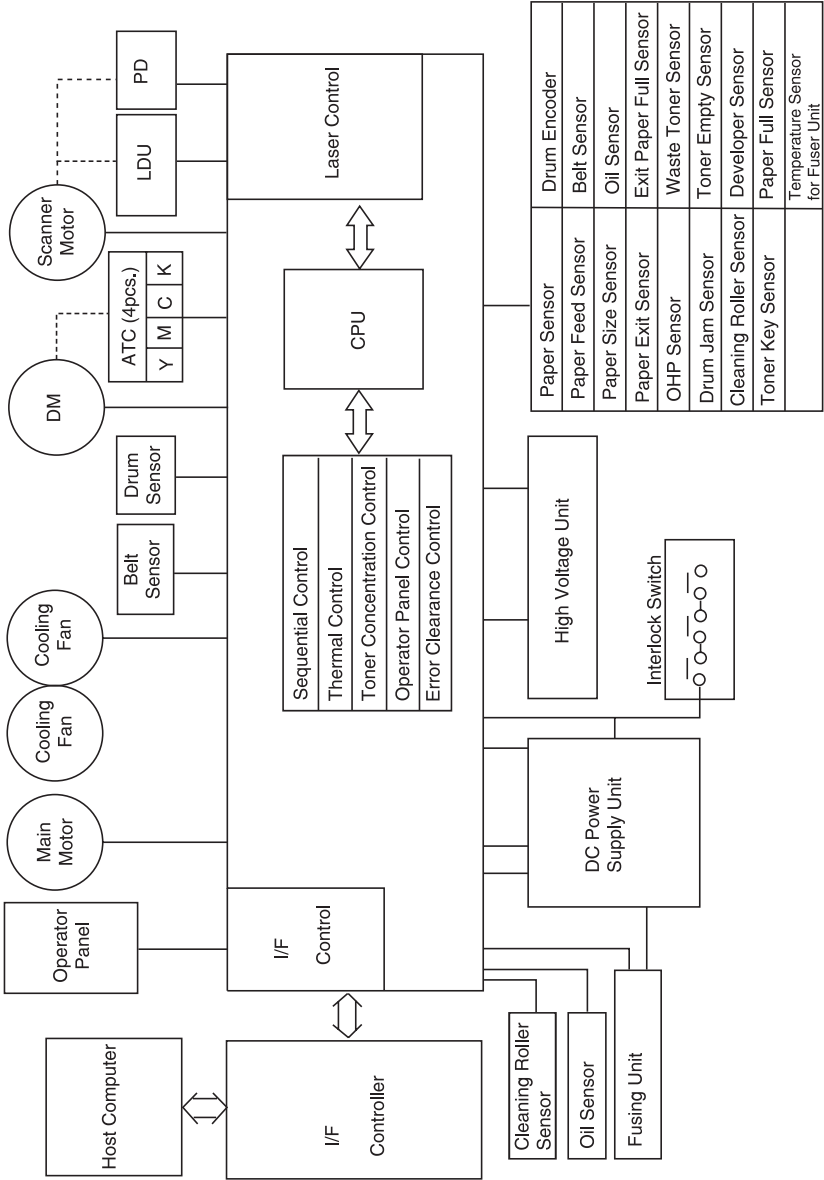 Host Computer
I/F
Controller
Operator
Panel
Main
Motor
Cooling
Fan
Cooling
Fan
Belt
Sensor
Drum
Sensor
DM
ATC (4pcs.)
Y
M
C
K
Scanner
Motor
LDU
PD
I/F
Control
Sequential Control
Thermal Control
Toner Concentration Control
Operator Panel Control
Error Clearance Control
CPU
Laser Control
Cleaning Roller
Sensor
Oil Sensor
Fusing Unit
DC Power
Supply Unit
Interlock Switch
High Voltage Unit
Paper Sensor
Drum Encoder
Paper Feed Sensor
Belt Sensor
Paper Size Sensor
Oil Sensor
Paper Exit Sensor
Exit Paper Full Sensor
OHP Sensor
Waste Toner Sensor
Drum Jam Sensor
Toner Empty Sensor
Cleaning Roller Sensor
Developer Sensor
Toner Key Sensor
Paper Full Sensor
Temperature Sensor
for Fuser Unit